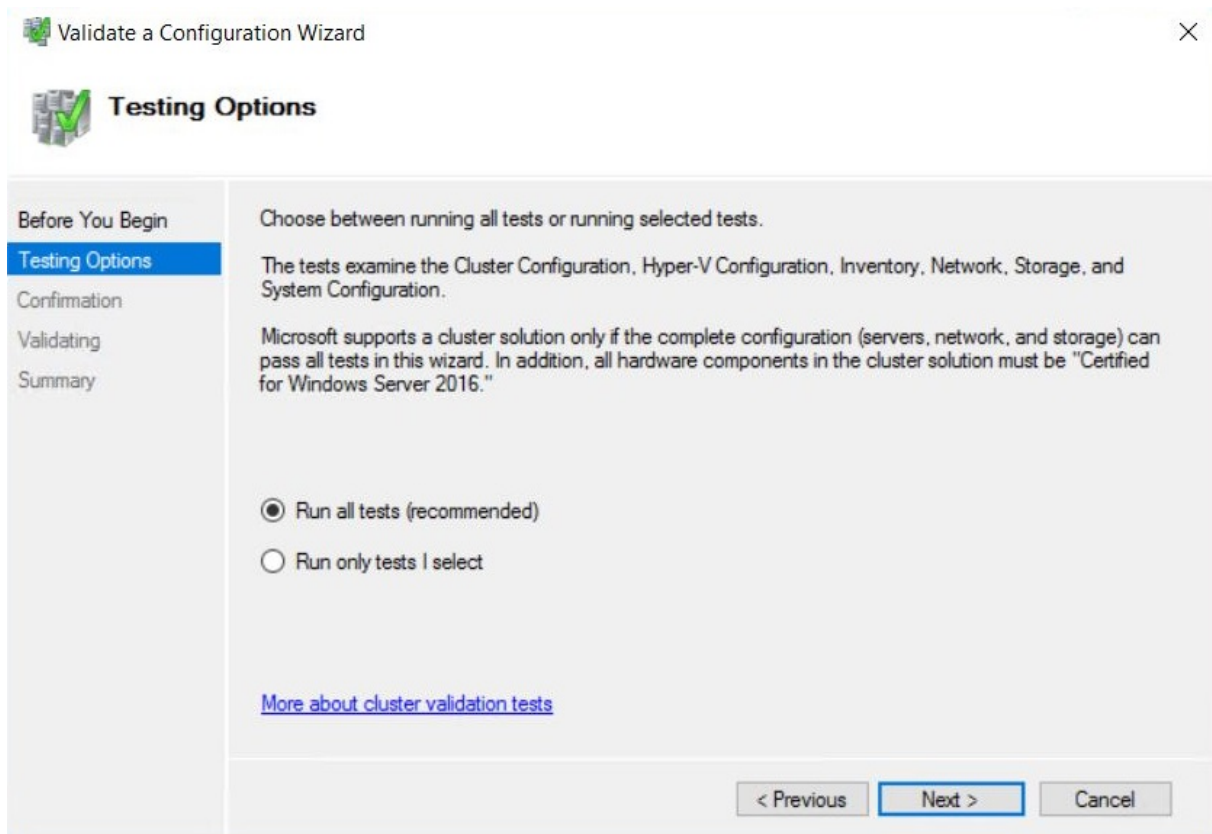 Validate a Configuration Wizard
Testing Options
Before You Begin
Testing Options
Confirmation
Validating
Summary
Choose between running all tests or running selected tests.
The tests examine the Cluster Configuration, Hyper-V Configuration, Inventory, Network, Storage, and
System Configuration.
Microsoft supports a cluster solution only if the complete configuration (servers, network, and storage) can
pass all tests in this wizard. In addition, all hardware components in the cluster solution must be "Certified
for Windows Server 2016."
Run all tests (recommended)
Run only tests I select
More about cluster validation tests
< Previous
Next >
Cancel